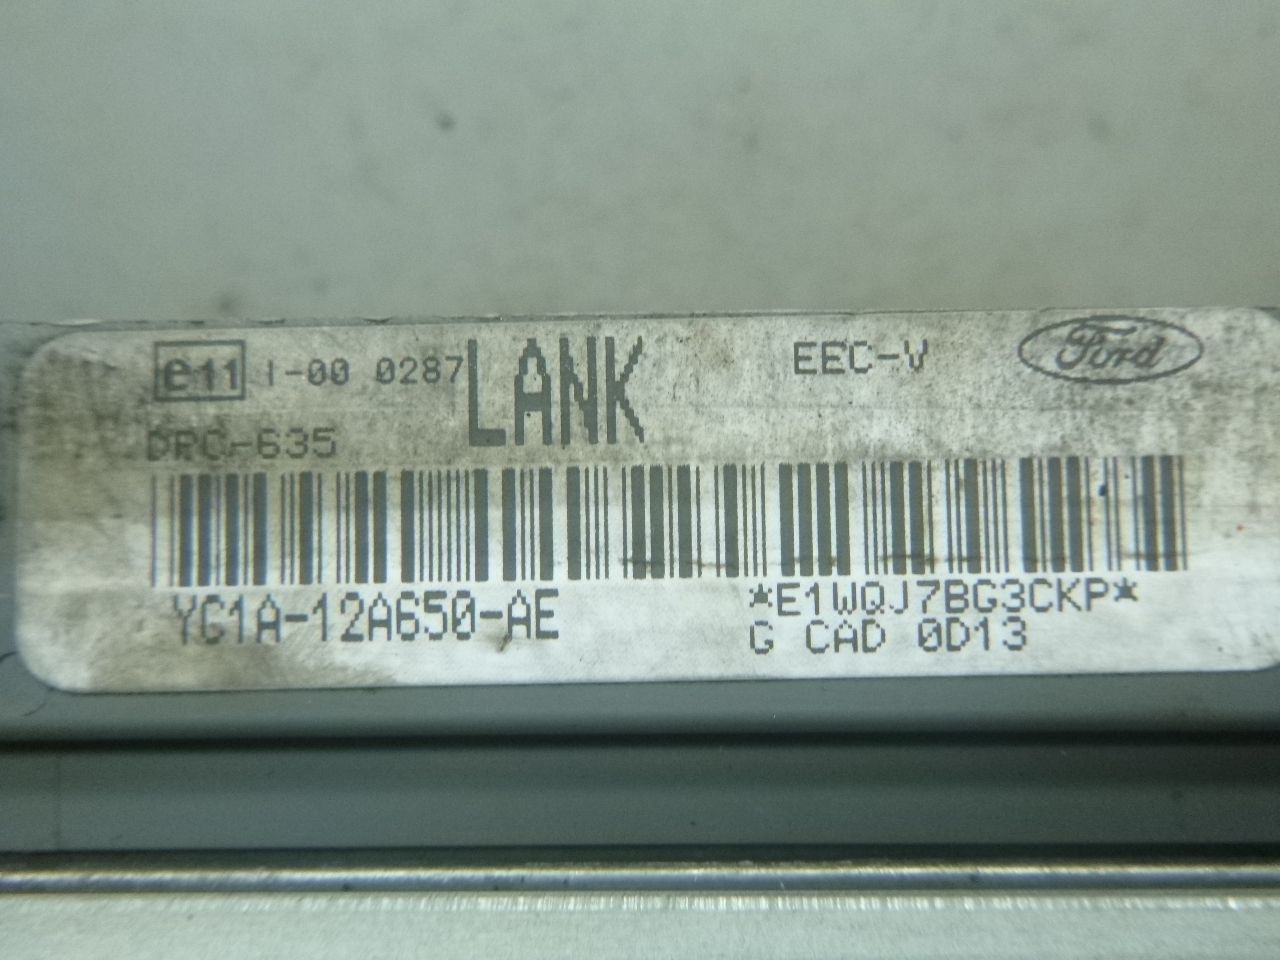 e11 I-00 0287 LANK EEC-V Ford
DRC-635
YC1A-12A650-AE *E1WQJ7BG3CKP*
G CAD 0D13